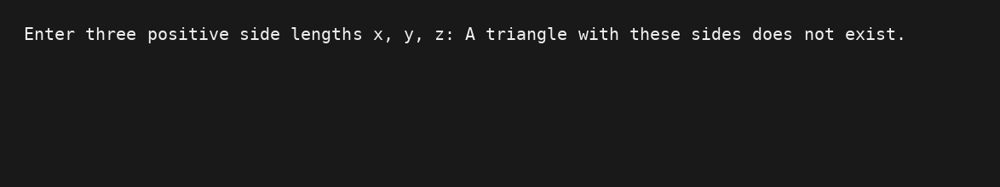 Enter three positive side lengths x, y, z: A triangle with these sides does not exist.